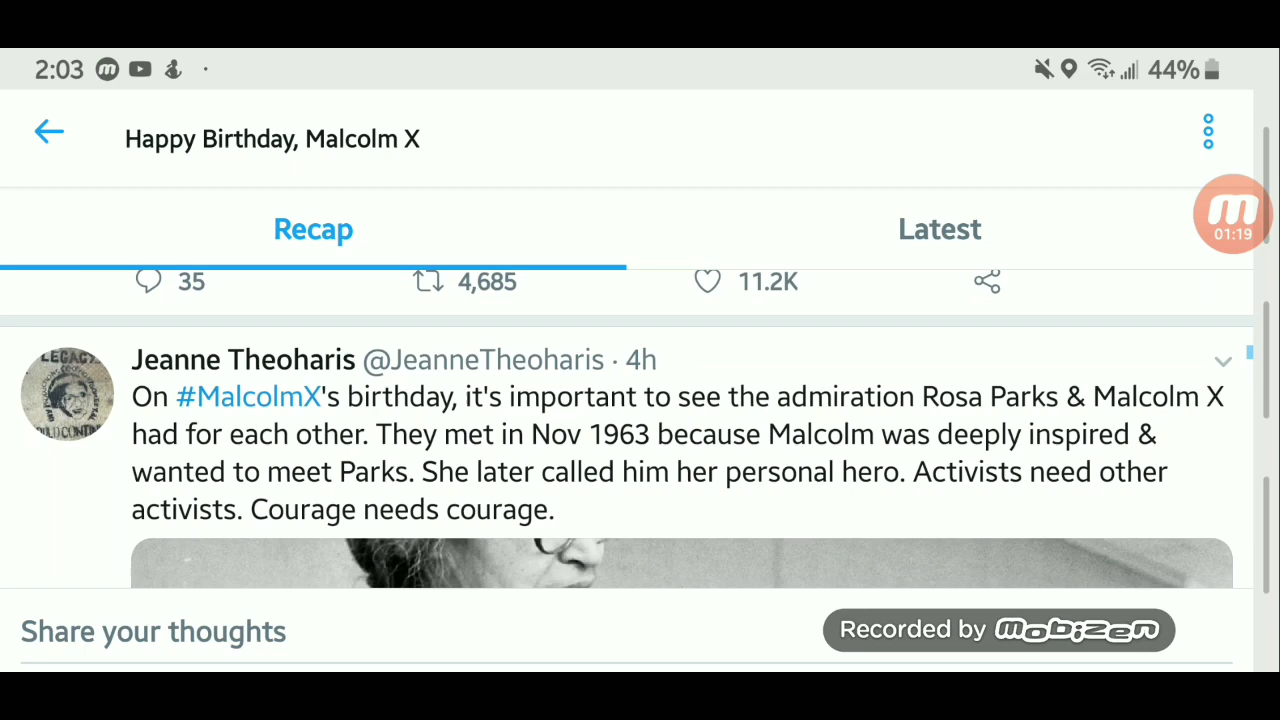 2:03 44%
Happy Birthday, Malcolm X
01:19
Recap Latest
35 4,685 11.2K
Jeanne Theoharis @JeanneTheoharis · 4h
On #MalcolmX's birthday, it's important to see the admiration Rosa Parks & Malcolm X
had for each other. They met in Nov 1963 because Malcolm was deeply inspired &
wanted to meet Parks. She later called him her personal hero. Activists need other
activists. Courage needs courage.
LEGACY
Share your thoughts
Recorded by mobizen